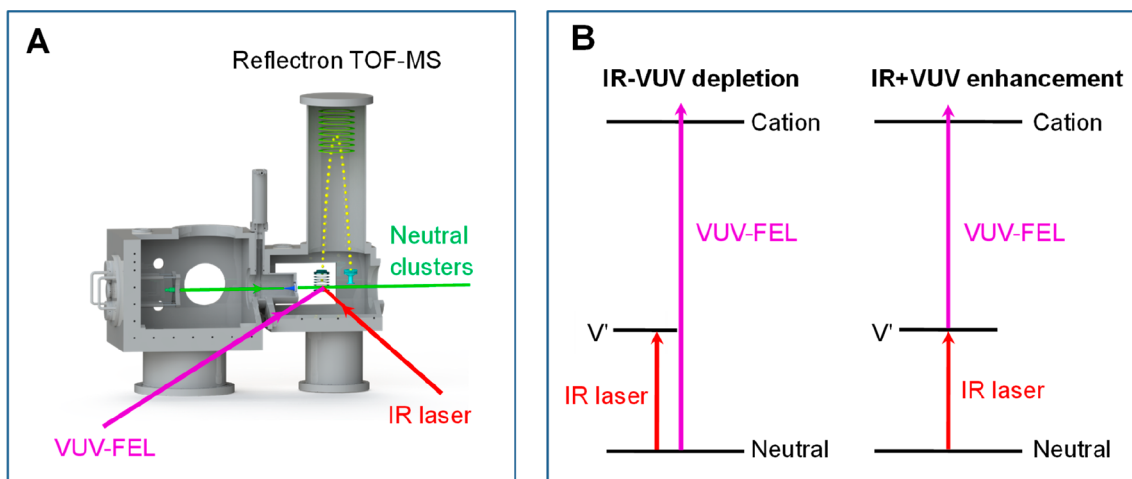 A
Reflectron TOF-MS
Neutral
clusters
IR laser
VUV-FEL
B
IR-VUV depletion
Cation
VUV-FEL
V'
IR laser
Neutral
IR+VUV enhancement
Cation
VUV-FEL
V'
IR laser
Neutral